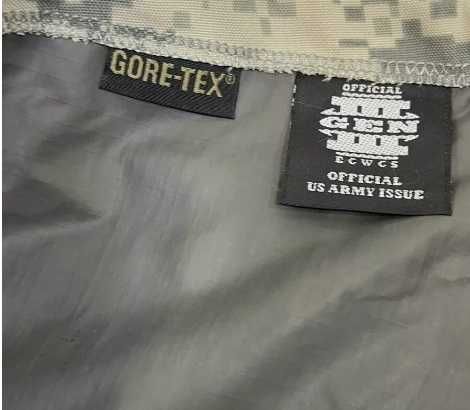 GORE-TEX®
OFFICIAL
III
GEN
III
ECWCS
OFFICIAL
US ARMY ISSUE